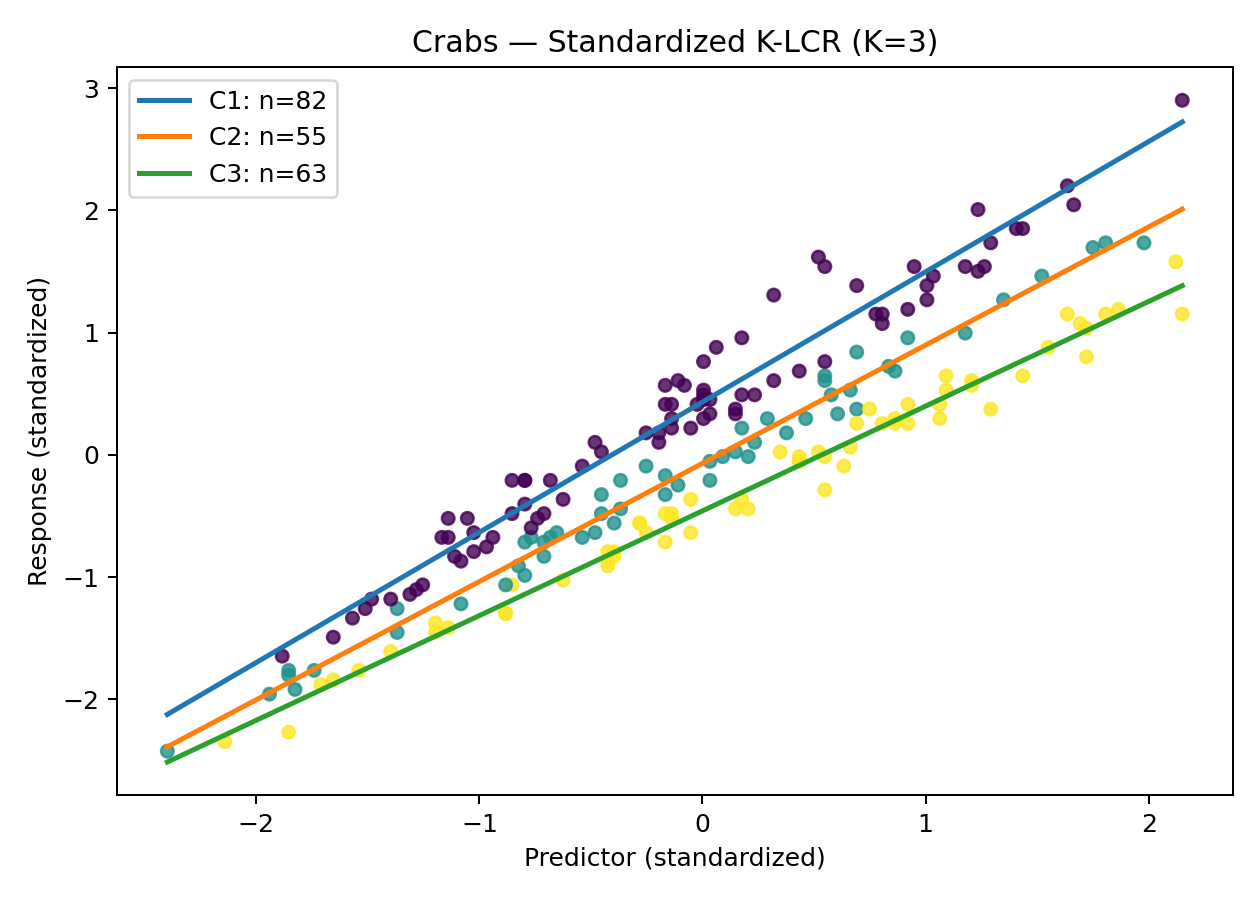 Crabs — Standardized K-LCR (K=3)
C1: n=82
C2: n=55
C3: n=63
3
2
1
0
−1
−2
Response (standardized)
−2
−1
0
1
2
Predictor (standardized)